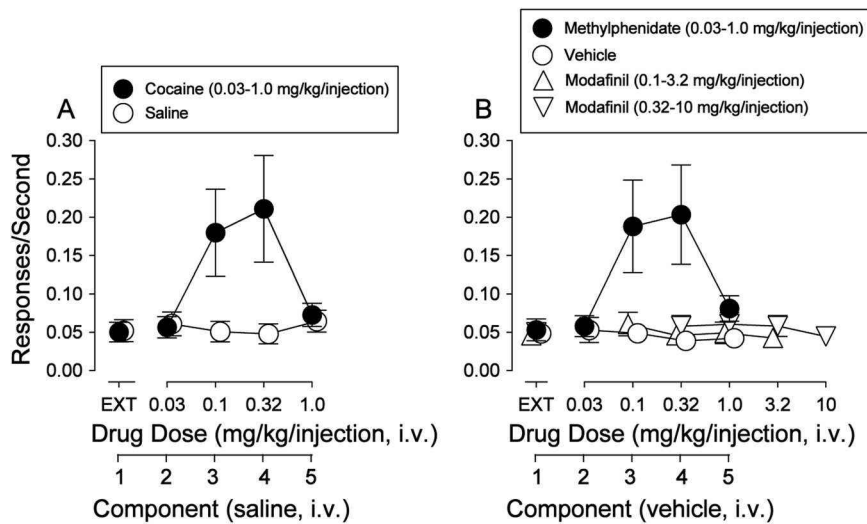 Cocaine (0.03-1.0 mg/kg/injection)
Saline
A
Responses/Second
0.30
0.25
0.20
0.15
0.10
0.05
0.00
EXT 0.03 0.1 0.32 1.0
Drug Dose (mg/kg/injection, i.v.)
1 2 3 4 5
Component (saline, i.v.)
Methylphenidate (0.03-1.0 mg/kg/injection)
Vehicle
Modafinil (0.1-3.2 mg/kg/injection)
Modafinil (0.32-10 mg/kg/injection)
B
0.30
0.25
0.20
0.15
0.10
0.05
0.00
EXT 0.03 0.1 0.32 1.0 3.2 10
Drug Dose (mg/kg/injection, i.v.)
1 2 3 4 5
Component (vehicle, i.v.)